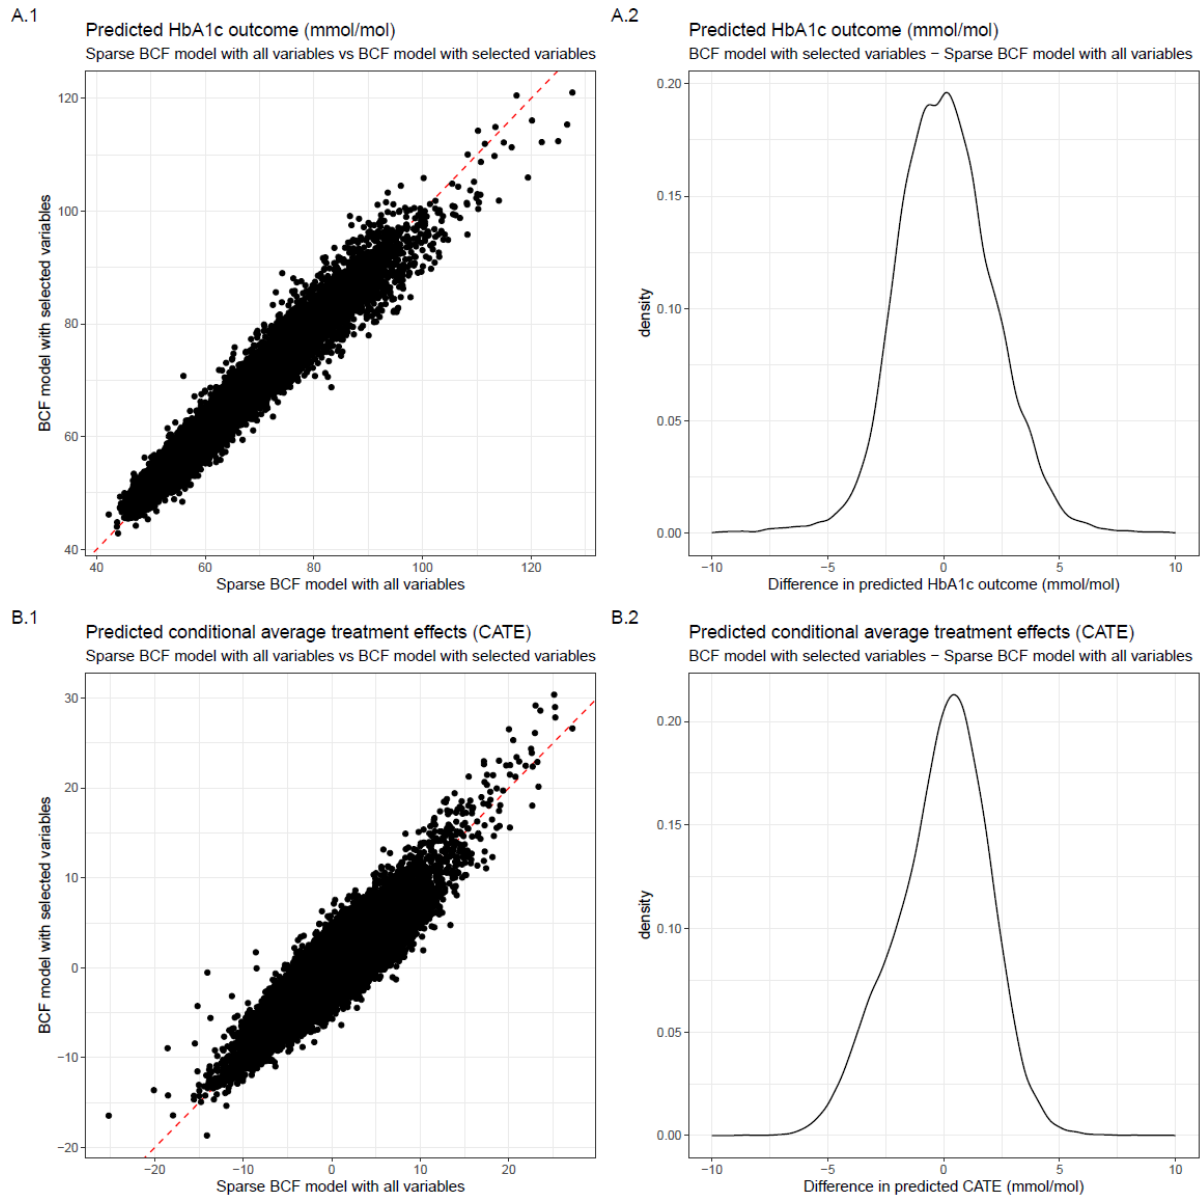 A.1
Predicted HbA1c outcome (mmol/mol)
Sparse BCF model with all variables vs BCF model with selected variables
BCF model with selected variables
120
100
80
60
40
40 60 80 100 120
Sparse BCF model with all variables
A.2
Predicted HbA1c outcome (mmol/mol)
BCF model with selected variables − Sparse BCF model with all variables
density
0.20
0.15
0.10
0.05
0.00
−10 −5 0 5 10
Difference in predicted HbA1c outcome (mmol/mol)
B.1
Predicted conditional average treatment effects (CATE)
Sparse BCF model with all variables vs BCF model with selected variables
BCF model with selected variables
30
20
10
0
−10
−20
−20 −10 0 10 20
Sparse BCF model with all variables
B.2
Predicted conditional average treatment effects (CATE)
BCF model with selected variables − Sparse BCF model with all variables
density
0.20
0.15
0.10
0.05
0.00
−10 −5 0 5 10
Difference in predicted CATE (mmol/mol)